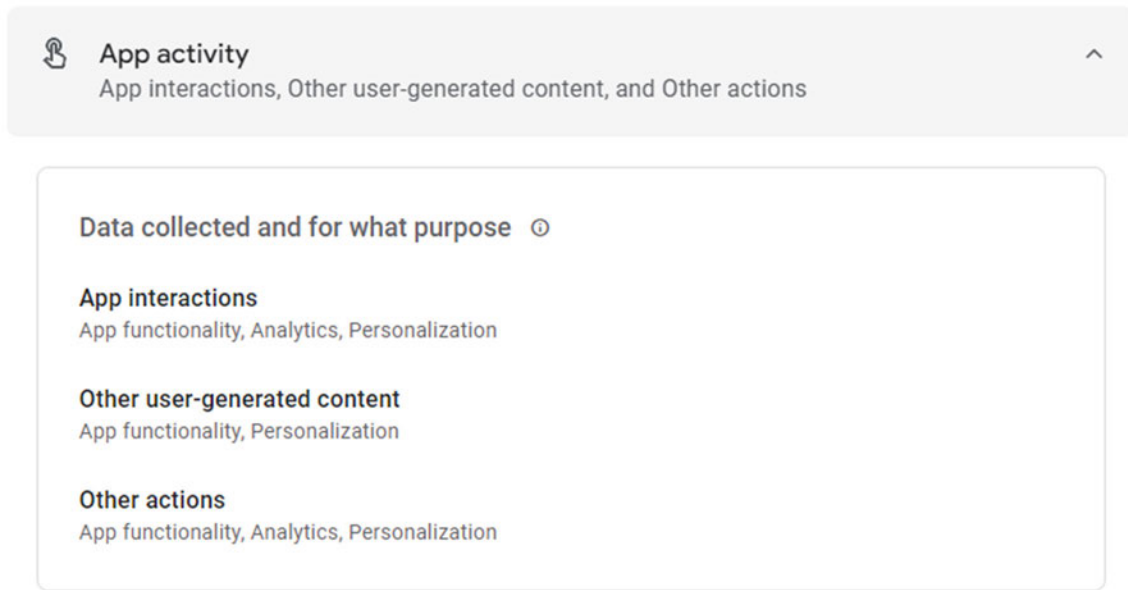 App activity
App interactions, Other user-generated content, and Other actions
Data collected and for what purpose
App interactions
App functionality, Analytics, Personalization
Other user-generated content
App functionality, Personalization
Other actions
App functionality, Analytics, Personalization